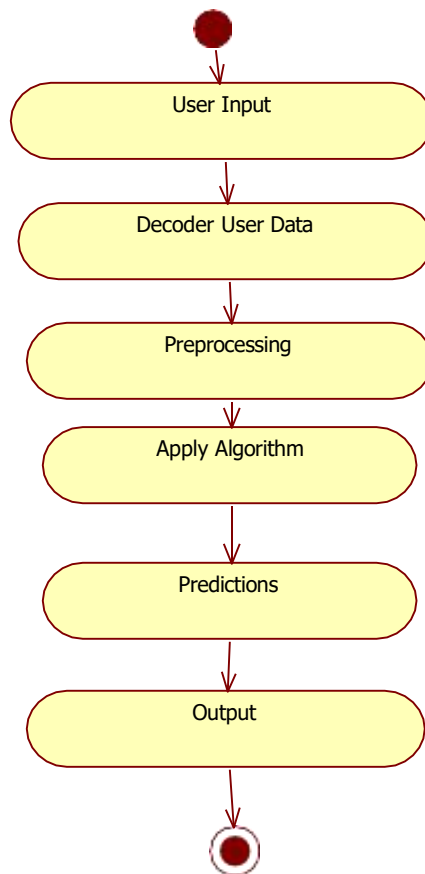 User Input
Decoder User Data
Preprocessing
Apply Algorithm
Predictions
Output